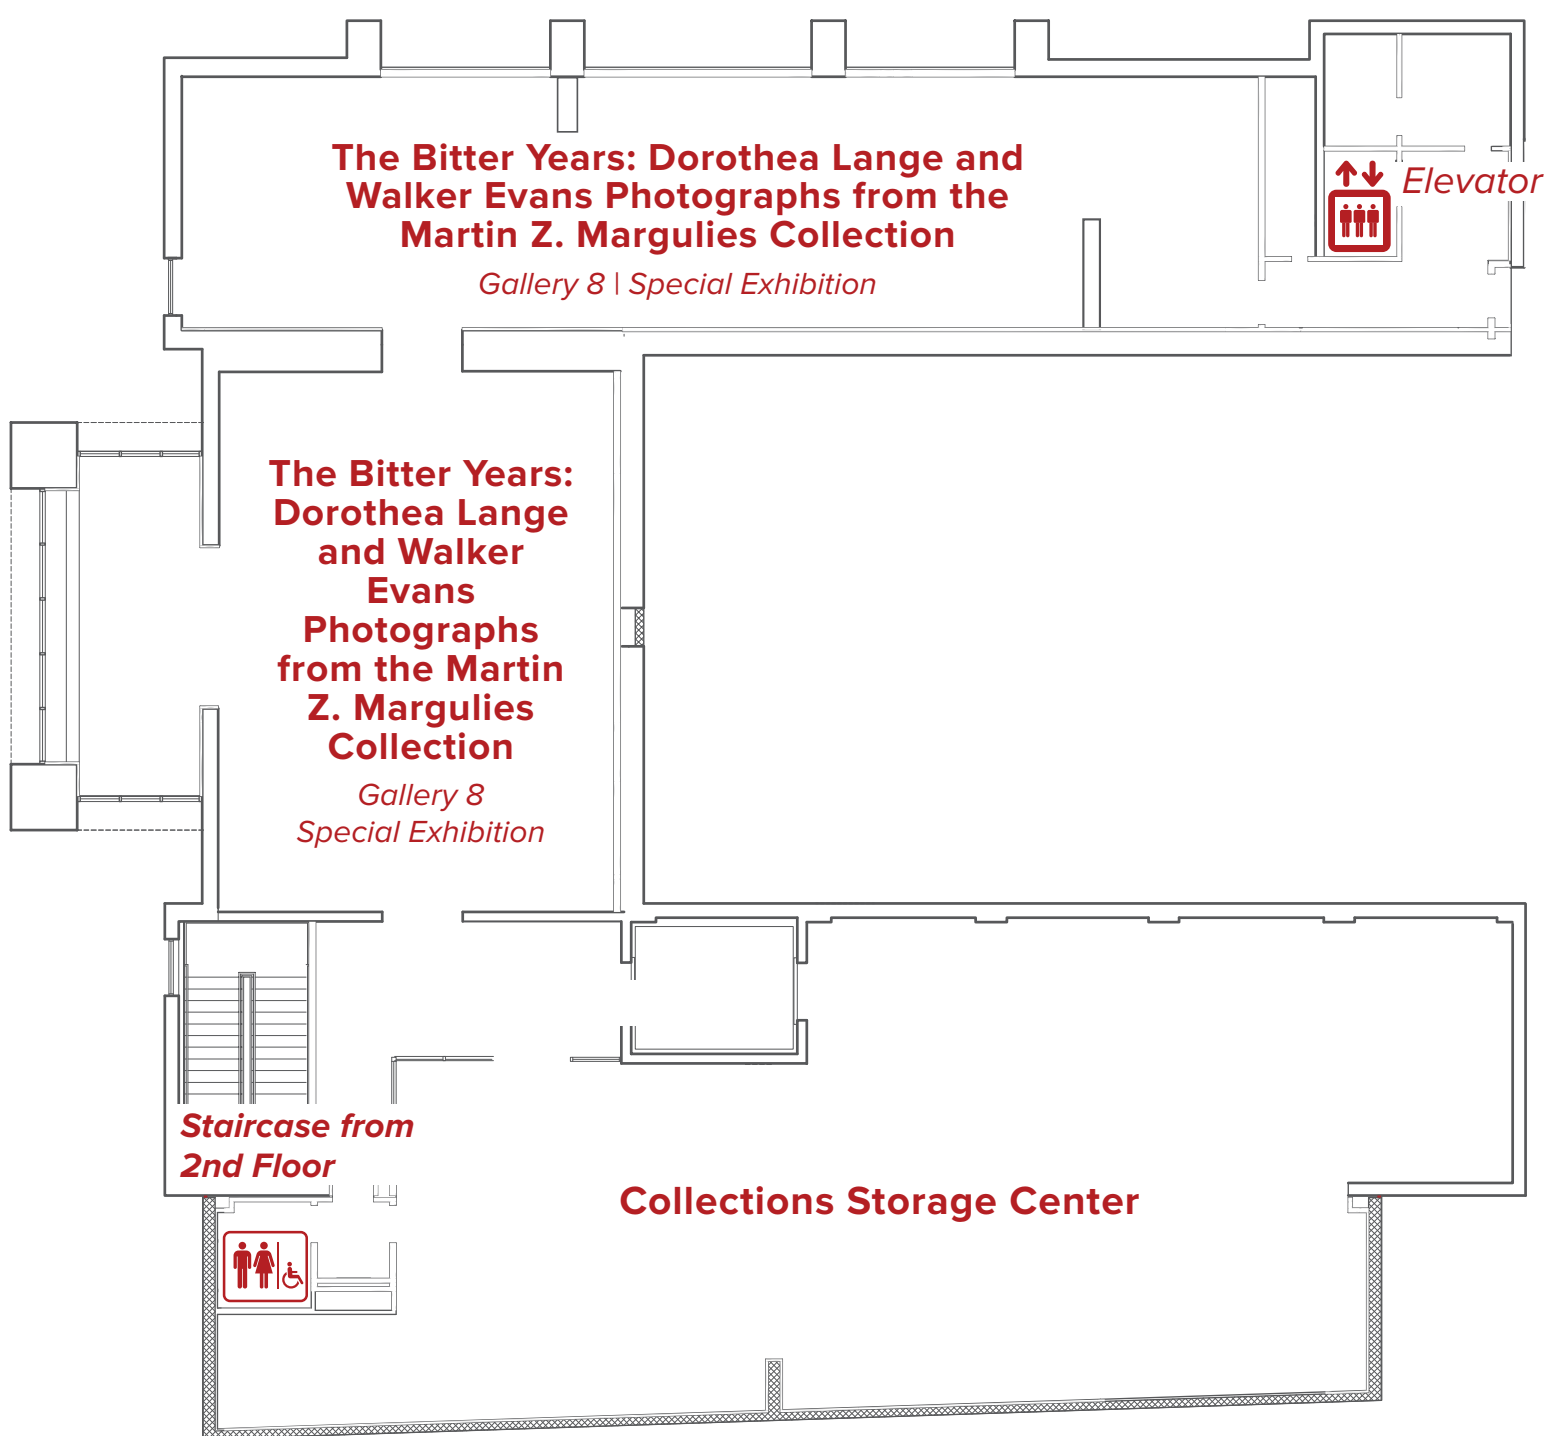 The Bitter Years: Dorothea Lange and
Walker Evans Photographs from the
Martin Z. Margulies Collection
Gallery 8 | Special Exhibition
Elevator
The Bitter Years:
Dorothea Lange
and Walker
Evans
Photographs
from the Martin
Z. Margulies
Collection
Gallery 8
Special Exhibition
Staircase from
2nd Floor
Collections Storage Center